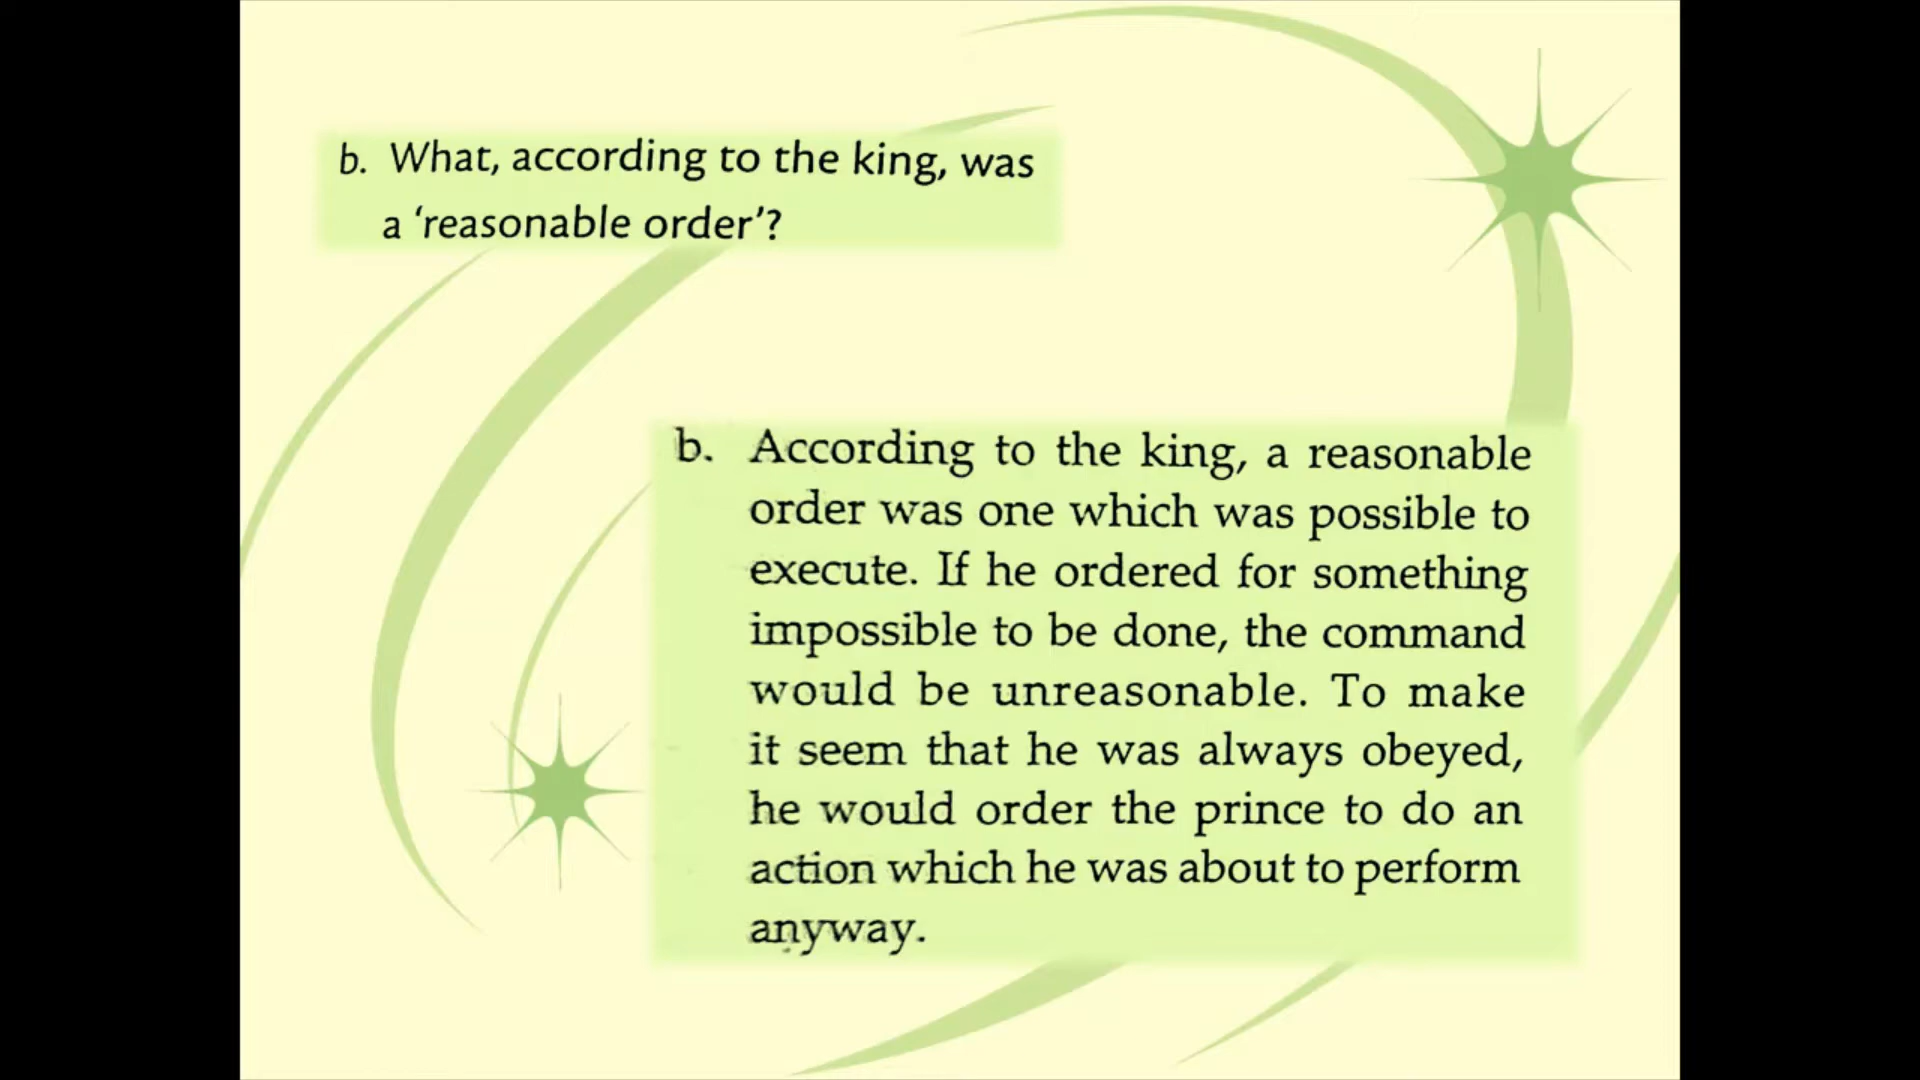 b. What, according to the king, was
a ‘reasonable order’?
b. According to the king, a reasonable
order was one which was possible to
execute. If he ordered for something
impossible to be done, the command
would be unreasonable. To make
it seem that he was always obeyed,
he would order the prince to do an
action which he was about to perform
anyway.